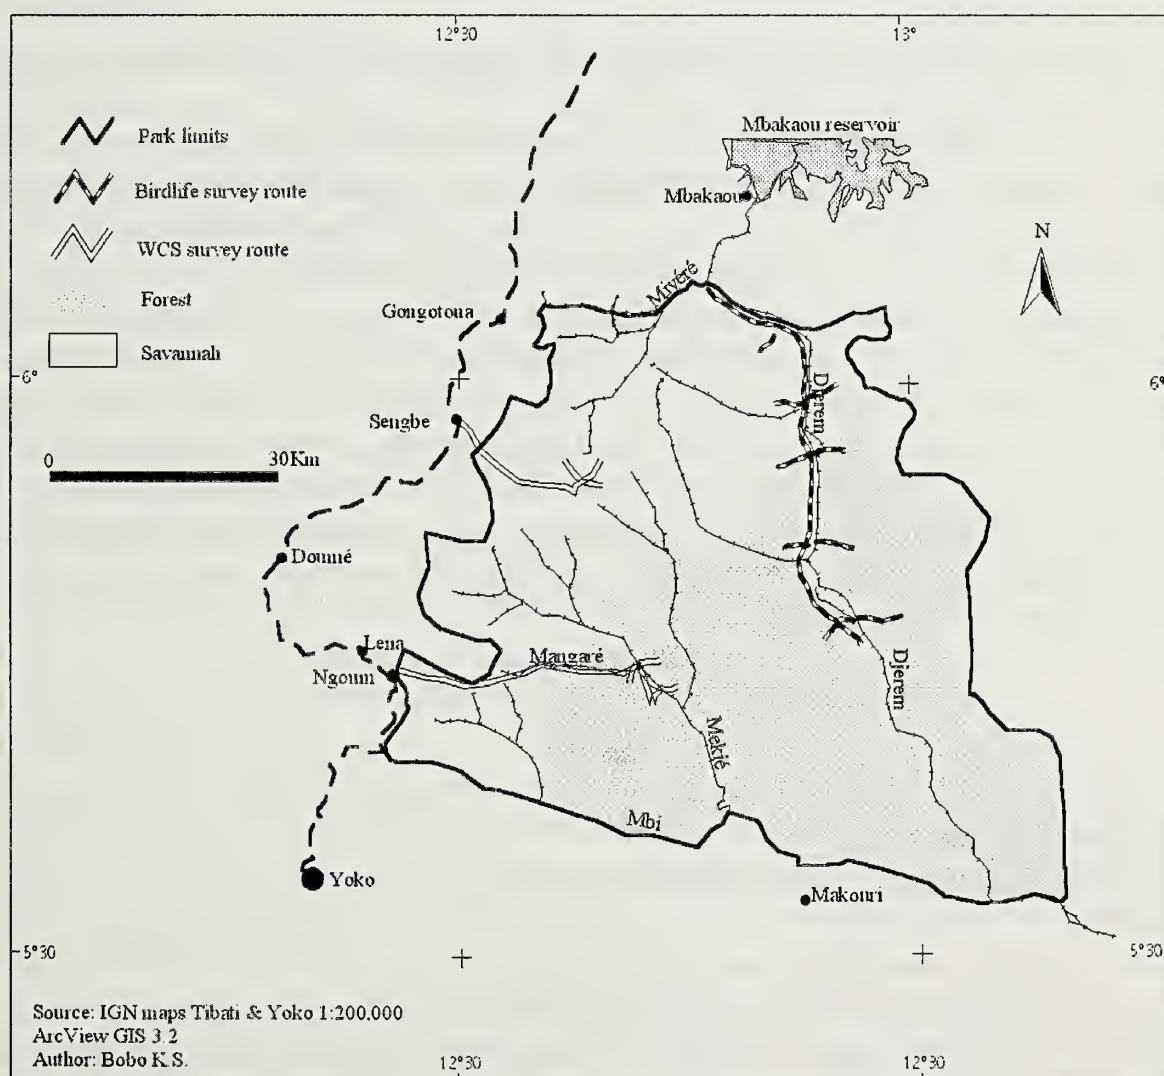 12°30
13°
Mbakaou reservoir
Park limits
Birdlife survey route
Mbakaou
WCS survey route
N
Mivéré
Forest
Gongotoua
Savannah
6°
6°
Djerem
Sengbe
0
30Km
Doumé
Lena
Mangaré
Ngoum
Djerem
Mekié
Mbi
Yoko
Makouri
5°30
5°30
Source: IGN maps Tibati & Yoko 1:200.000
ArcView GIS 3.2
Author: Bobo K.S.
12°30
12°30